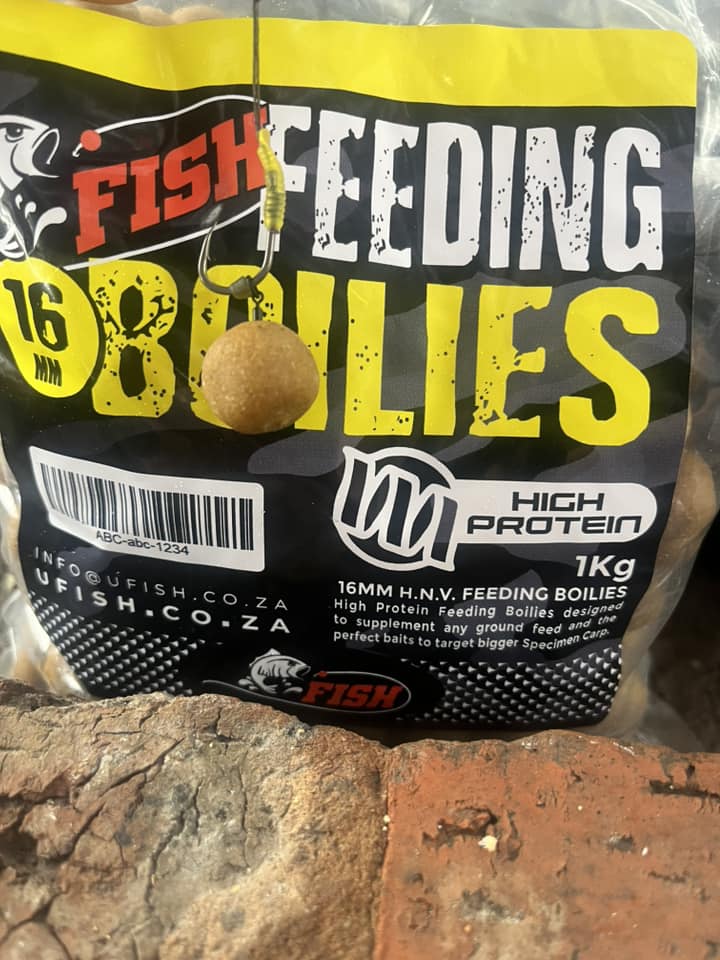 FISH
FEEDING
16
MM
BOILIES
HIGH
PROTEIN
ABC-abc-1234
1Kg
INFO@UFISH.CO.ZA
UFISH.CO.ZA
16MM H.N.V. FEEDING BOILIES
High Protein Feeding Boilies designed
to supplement any ground feed and the
perfect baits to target bigger Specimen Carp.
FISH